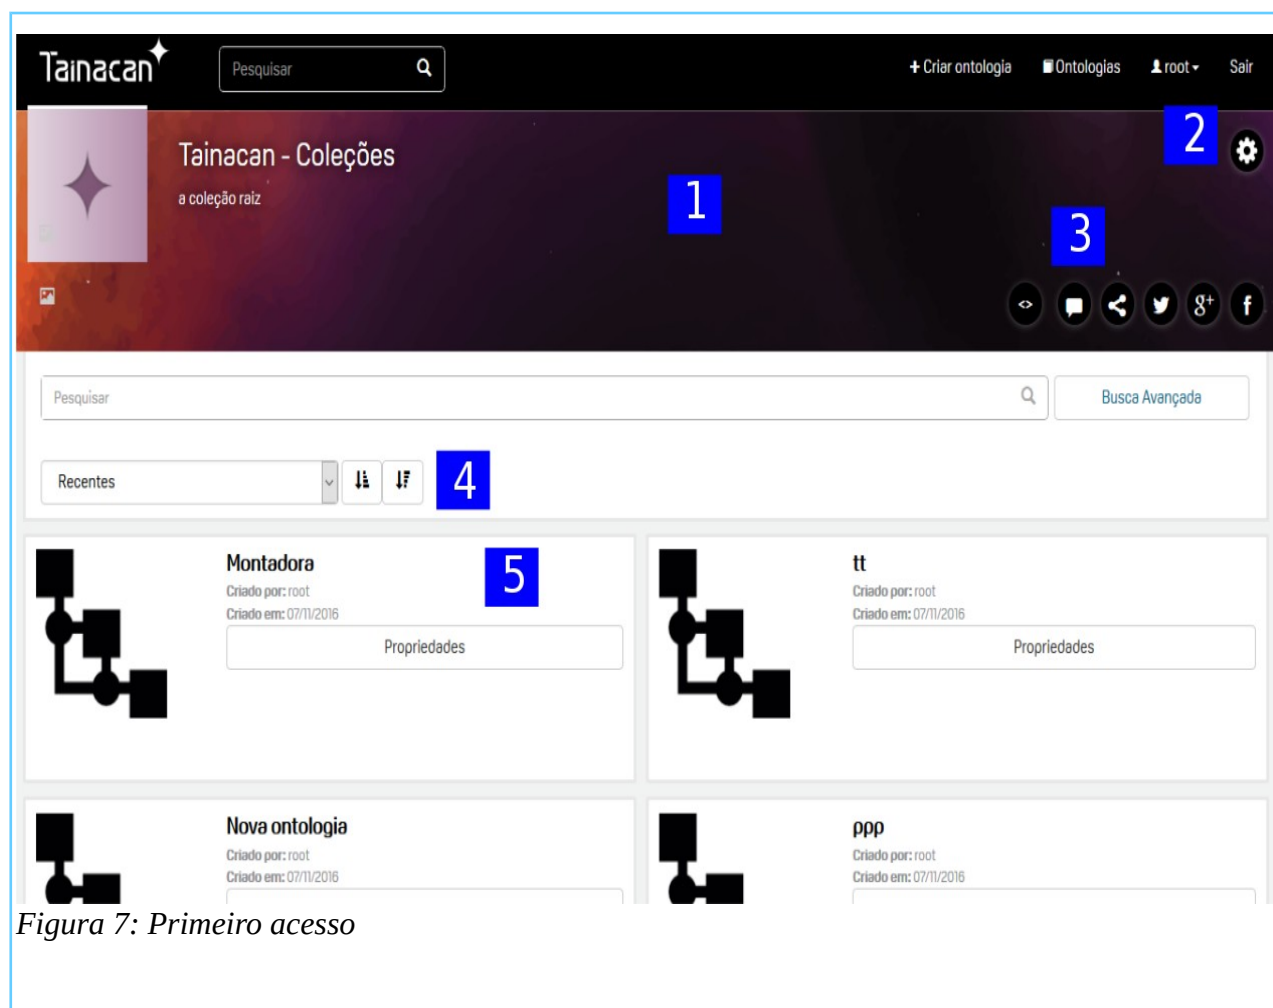 Tainacan
Pesquisar
+ Criar ontologia
Ontologias
root
Sair
2
Tainacan - Coleções
a coleção raiz
1
3
<>
g+
f
Pesquisar
Busca Avançada
Recentes
4
Montadora
5
Criado por: root
Criado em: 07/11/2016
Propriedades
tt
Criado por: root
Criado em: 07/11/2016
Propriedades
Nova ontologia
Criado por: root
Criado em: 07/11/2016
ppp
Criado por: root
Criado em: 07/11/2016
Figura 7: Primeiro acesso